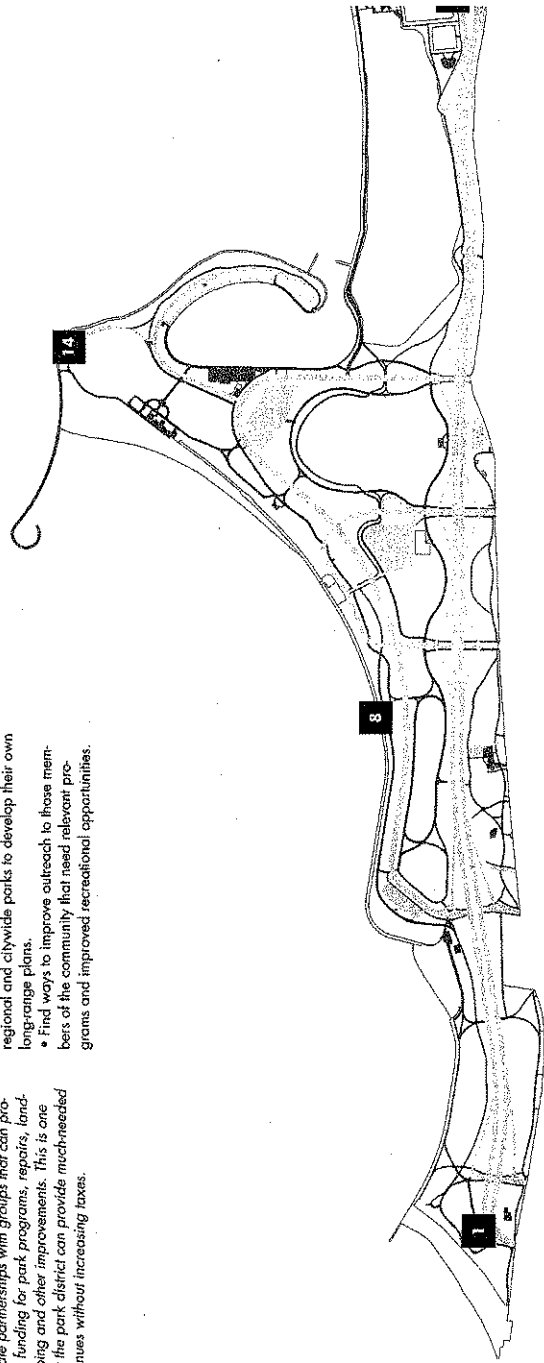 partnerships with groups that can pro-
funding for park programs, repairs, land-
ping and other improvements. This is one
the park district can provide much-needed
nues without increasing taxes.
regional and citywide parks to develop their own
long-range plans.
• Find ways to improve outreach to those mem-
bers of the community that need relevant pro-
grams and improved recreational opportunities.
1
8
14